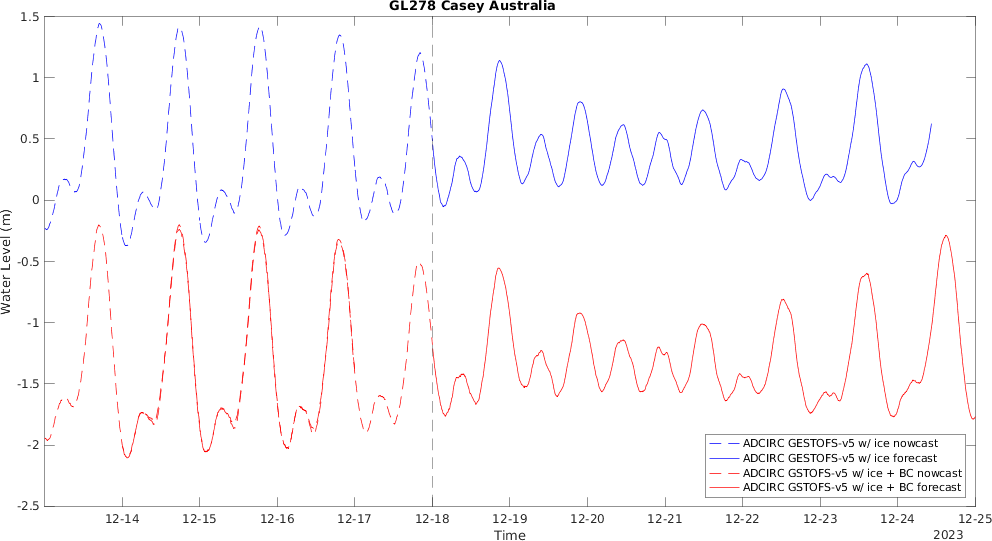 GL278 Casey Australia
Water Level (m)
1.5
1
0.5
0
-0.5
-1
-1.5
-2
-2.5
ADCIRC GESTOFS-v5 w/ ice nowcast
ADCIRC GESTOFS-v5 w/ ice forecast
ADCIRC GSTOFS-v5 w/ ice + BC nowcast
ADCIRC GSTOFS-v5 w/ ice + BC forecast
12-14 12-15 12-16 12-17 12-18 12-19 12-20 12-21 12-22 12-23 12-24 12-25
Time
2023